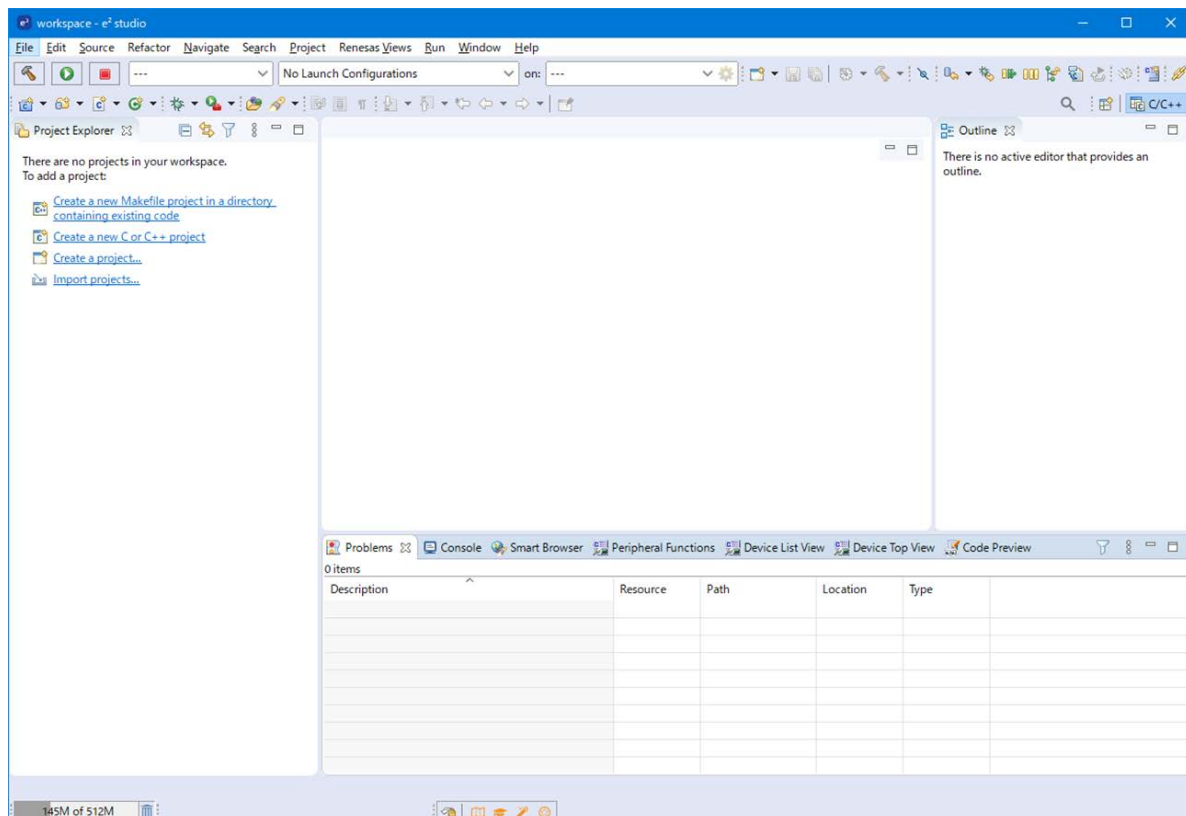 workspace - e² studio
File Edit Source Refactor Navigate Search Project Renesas Views Run Window Help
--- No Launch Configurations on: ---
C/C++
Project Explorer
There are no projects in your workspace.
To add a project:
Create a new Makefile project in a directory
containing existing code
Create a new C or C++ project
Create a project...
Import projects...
Outline
There is no active editor that provides an
outline.
Problems Console Smart Browser Peripheral Functions Device List View Device Top View Code Preview
0 items
Description Resource Path Location Type
145M of 512M